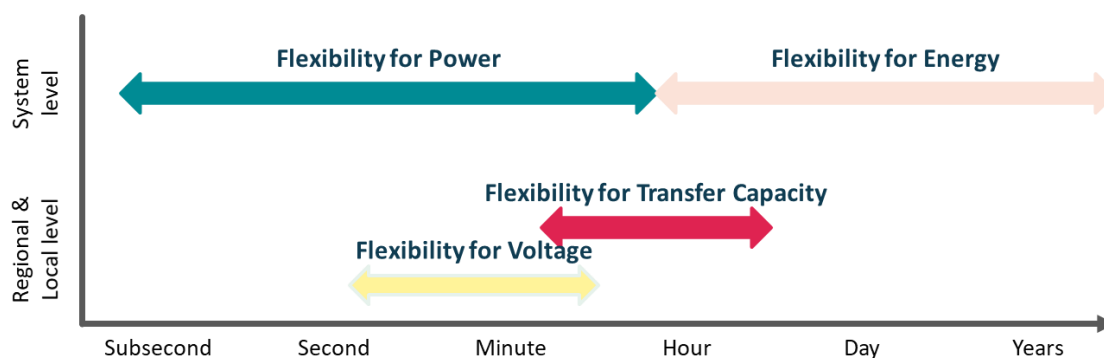 System
level
Flexibility for Power
Flexibility for Energy
Regional &
Local level
Flexibility for Transfer Capacity
Flexibility for Voltage
Subsecond Second Minute Hour Day Years